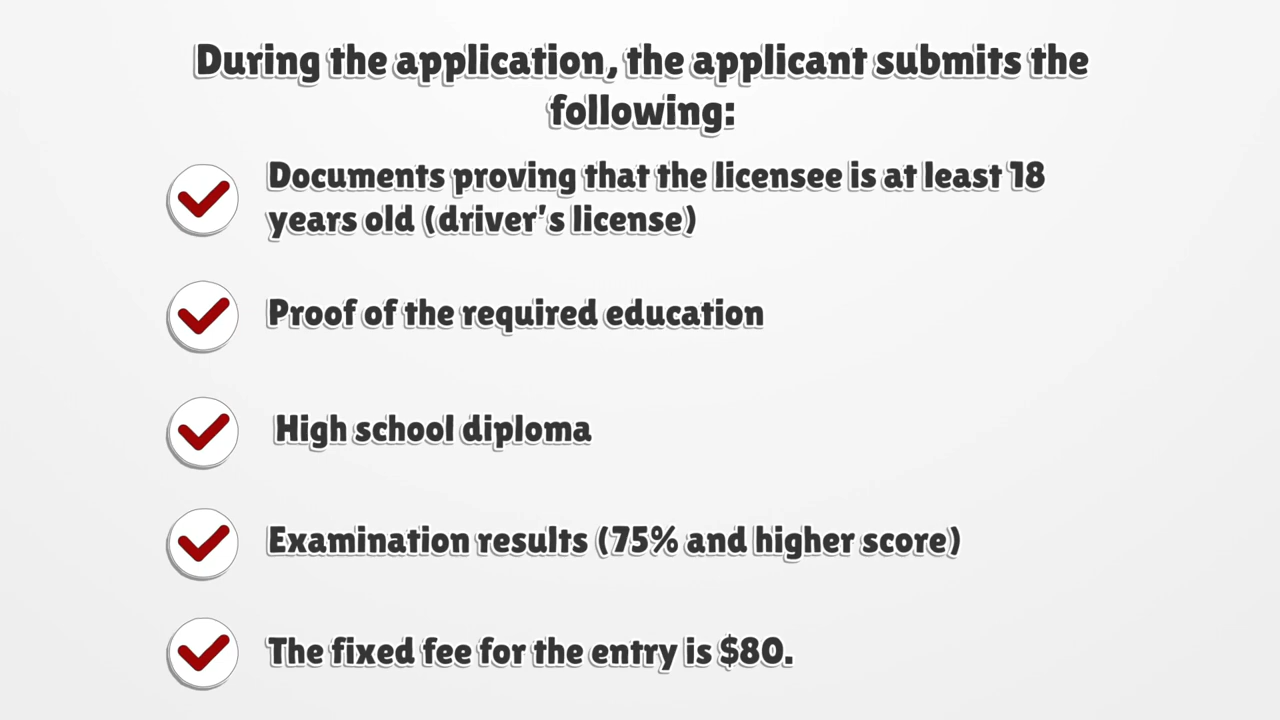 During the application, the applicant submits the
following:
Documents proving that the licensee is at least 18
years old (driver's license)
Proof of the required education
High school diploma
Examination results (75% and higher score)
The fixed fee for the entry is $80.